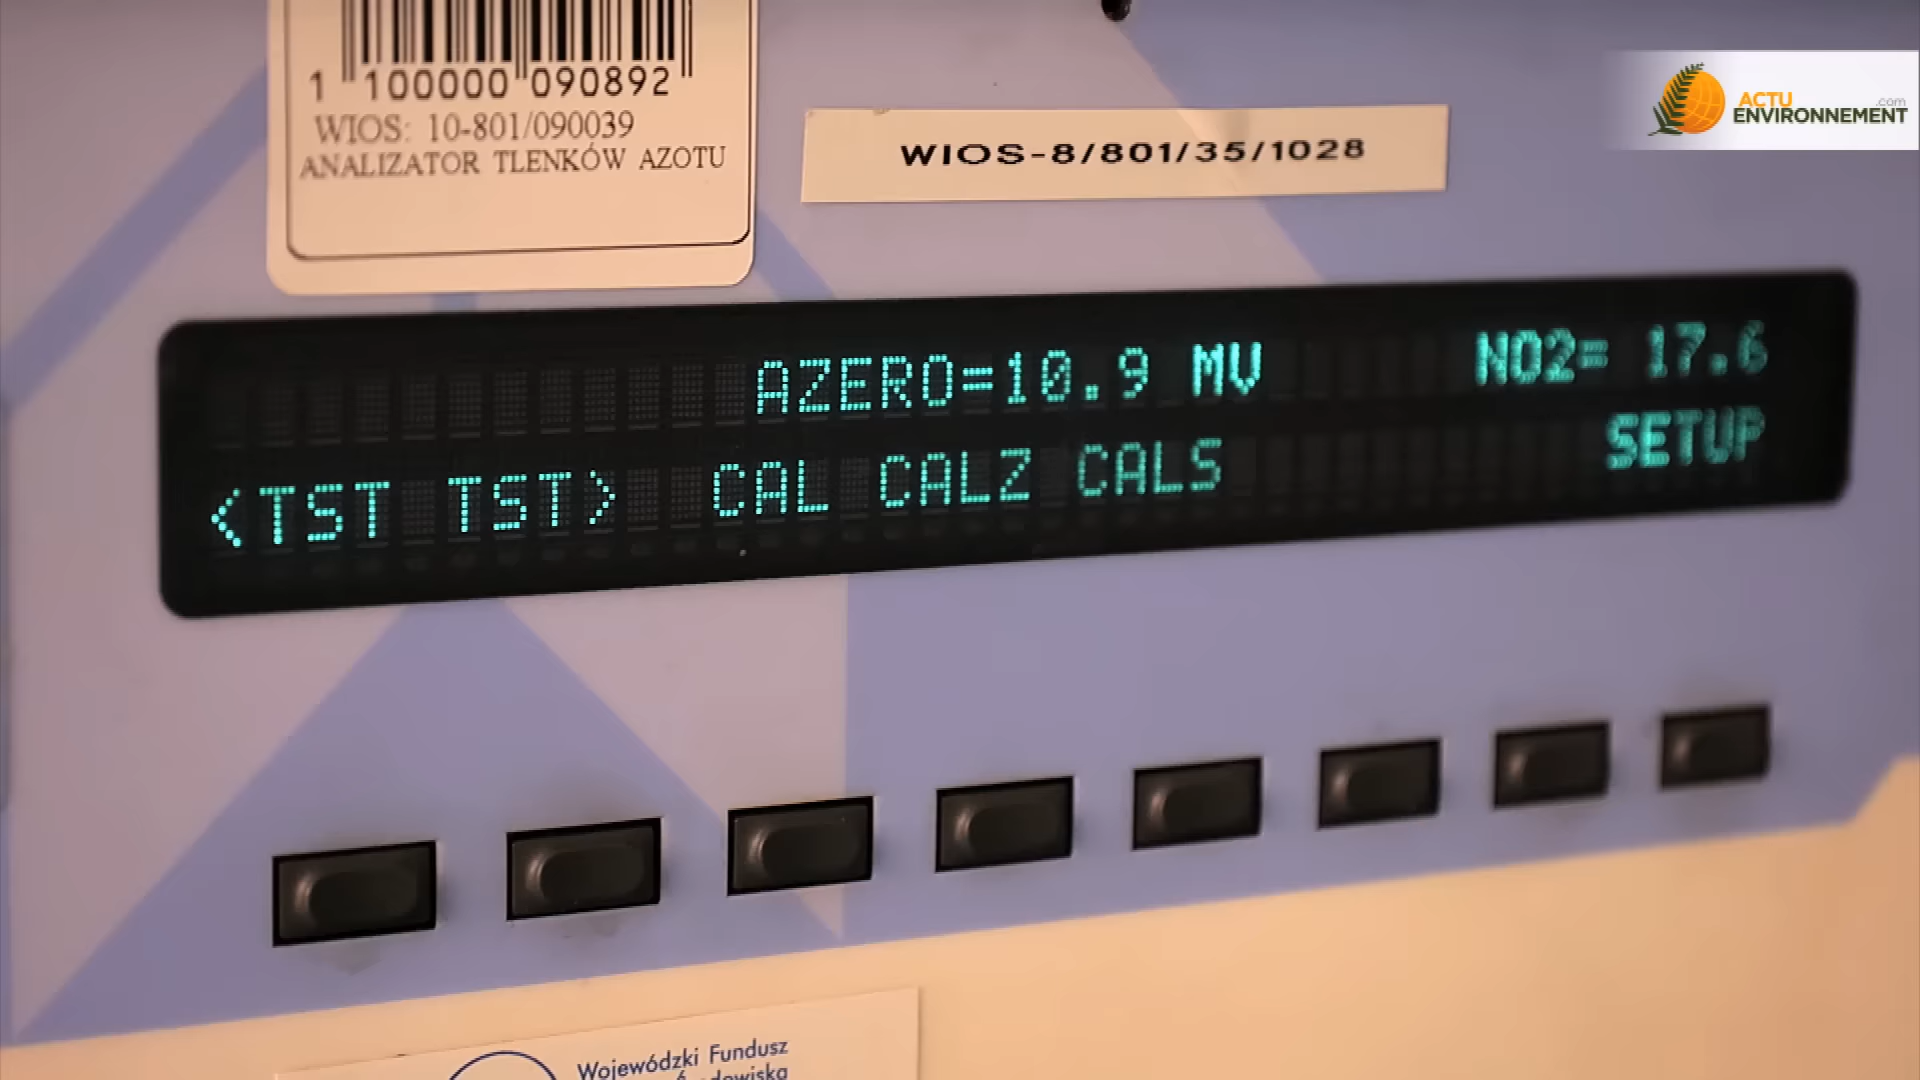 1 100000 090892
WIOS: 10-801/090039
ANALIZATOR TLENKÓW AZOTU
WIOS-8/801/35/1028
ACTU
ENVIRONNEMENT
.com
AZERO=10.9 MV NO2= 17.6
<TST TST> CAL CALZ CALS SETUP
Wojewódzki Fundusz